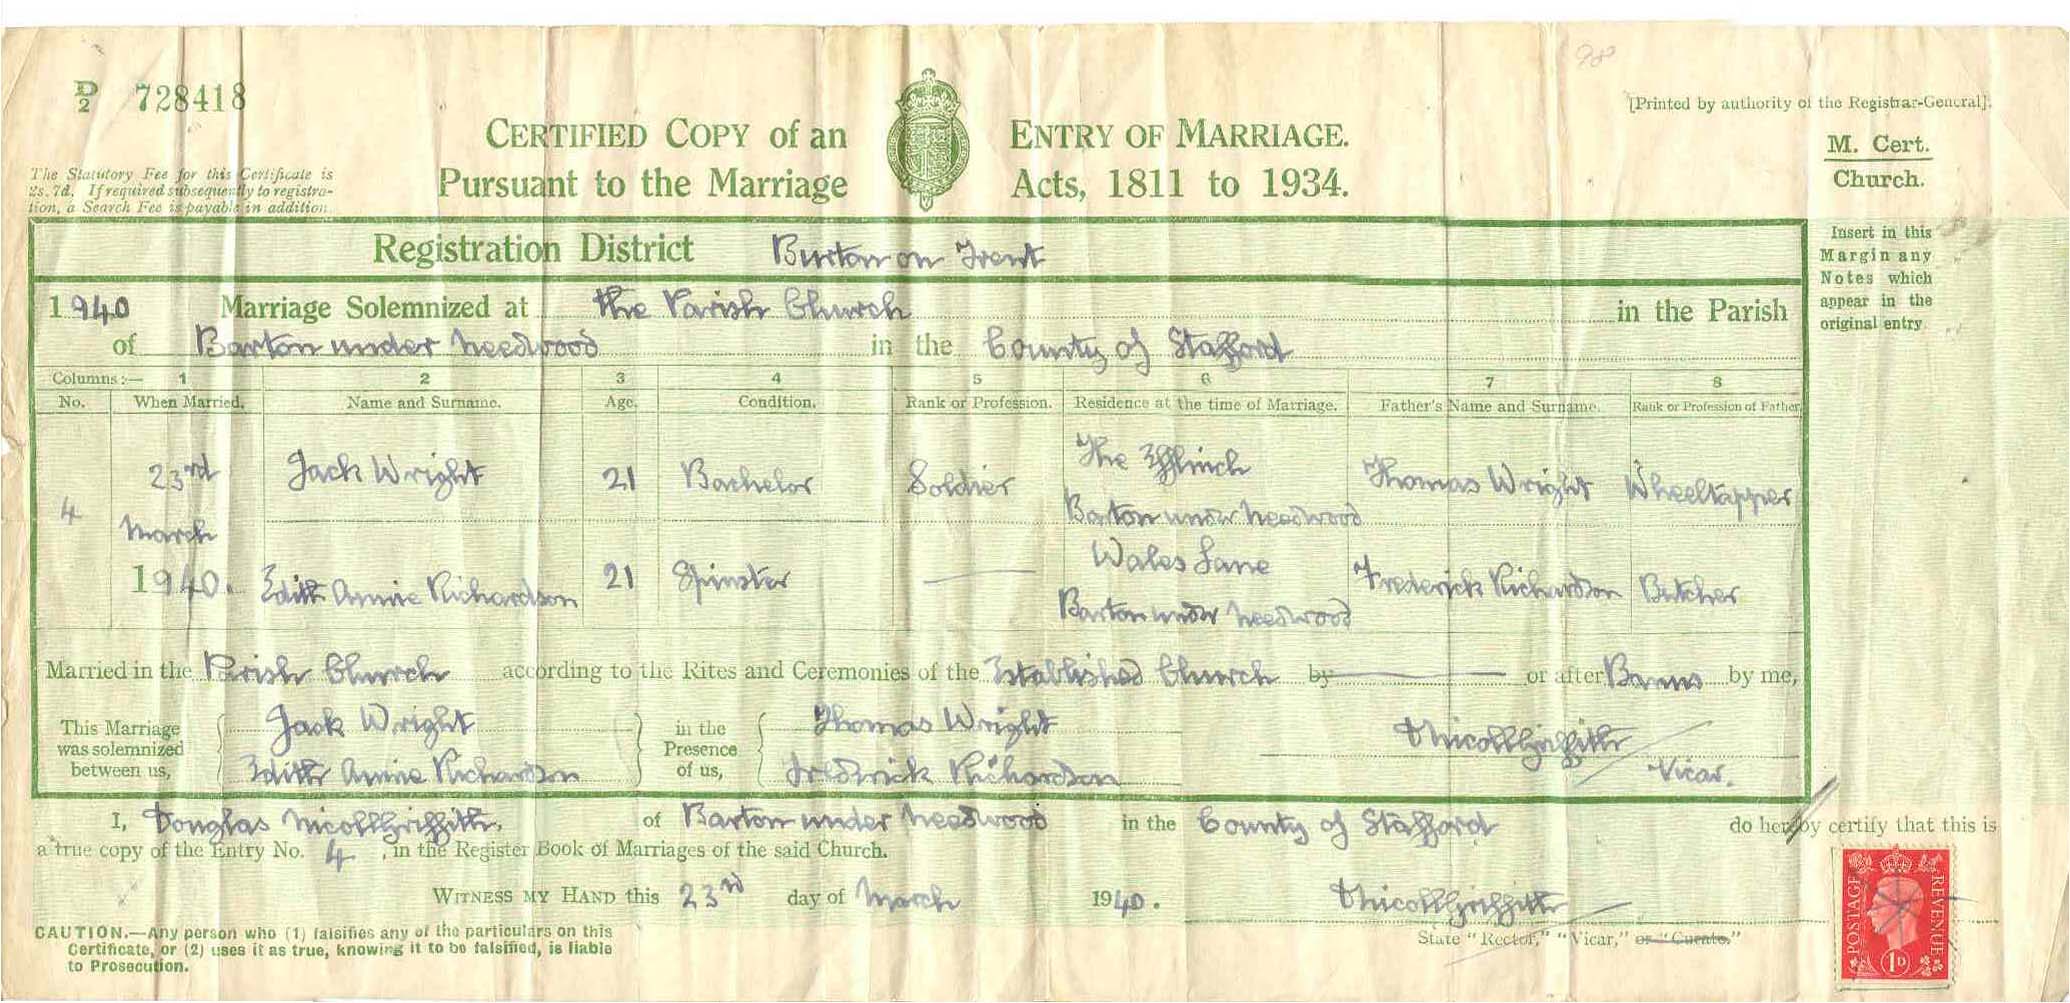 98
D/2 728418
[Printed by authority of the Registrar-General].
CERTIFIED COPY of an ENTRY OF MARRIAGE.
Pursuant to the Marriage Acts, 1811 to 1934.
M. Cert.
Church.
The Statutory Fee for this Certificate is
2s. 7d. If required subsequently to registra-
tion, a Search Fee is payable in addition.
Registration District Burton on Trent
Insert in this
Margin any
Notes which
appear in the
original entry
1940 Marriage Solemnized at the Parish Church in the Parish
of Barton under Needwood in the County of Stafford
Columns:— 1 2 3 4 5 6 7 8
No. When Married. Name and Surname. Age. Condition. Rank or Profession. Residence at the time of Marriage. Father's Name and Surname. Rank or Profession of Father
4 23rd March 1940.
Jack Wright 21 Bachelor Soldier The Efflinch Barton under Needwood Thomas Wright Wheeltapper
Edith Annie Richardson 21 Spinster — Wales Lane Barton under Needwood Frederick Richardson Butcher
Married in the Parish Church according to the Rites and Ceremonies of the Established Church by — or after Banns by me,
This Marriage was solemnized between us,
Jack Wright
Edith Annie Richardson
in the Presence of us,
Thomas Wright
Fredrick Richardson
DNicollGriffith
Vicar.
I, Douglas NicollGriffith, of Barton under Needwood in the County of Stafford do hereby certify that this is
a true copy of the Entry No. 4, in the Register Book of Marriages of the said Church.
WITNESS MY HAND this 23rd day of March 1940. DNicollGriffith
State "Rector," "Vicar," or "Curate."
CAUTION.—Any person who (1) falsifies any of the particulars on this
Certificate, or (2) uses it as true, knowing it to be falsified, is liable
to Prosecution.
POSTAGE REVENUE
1D